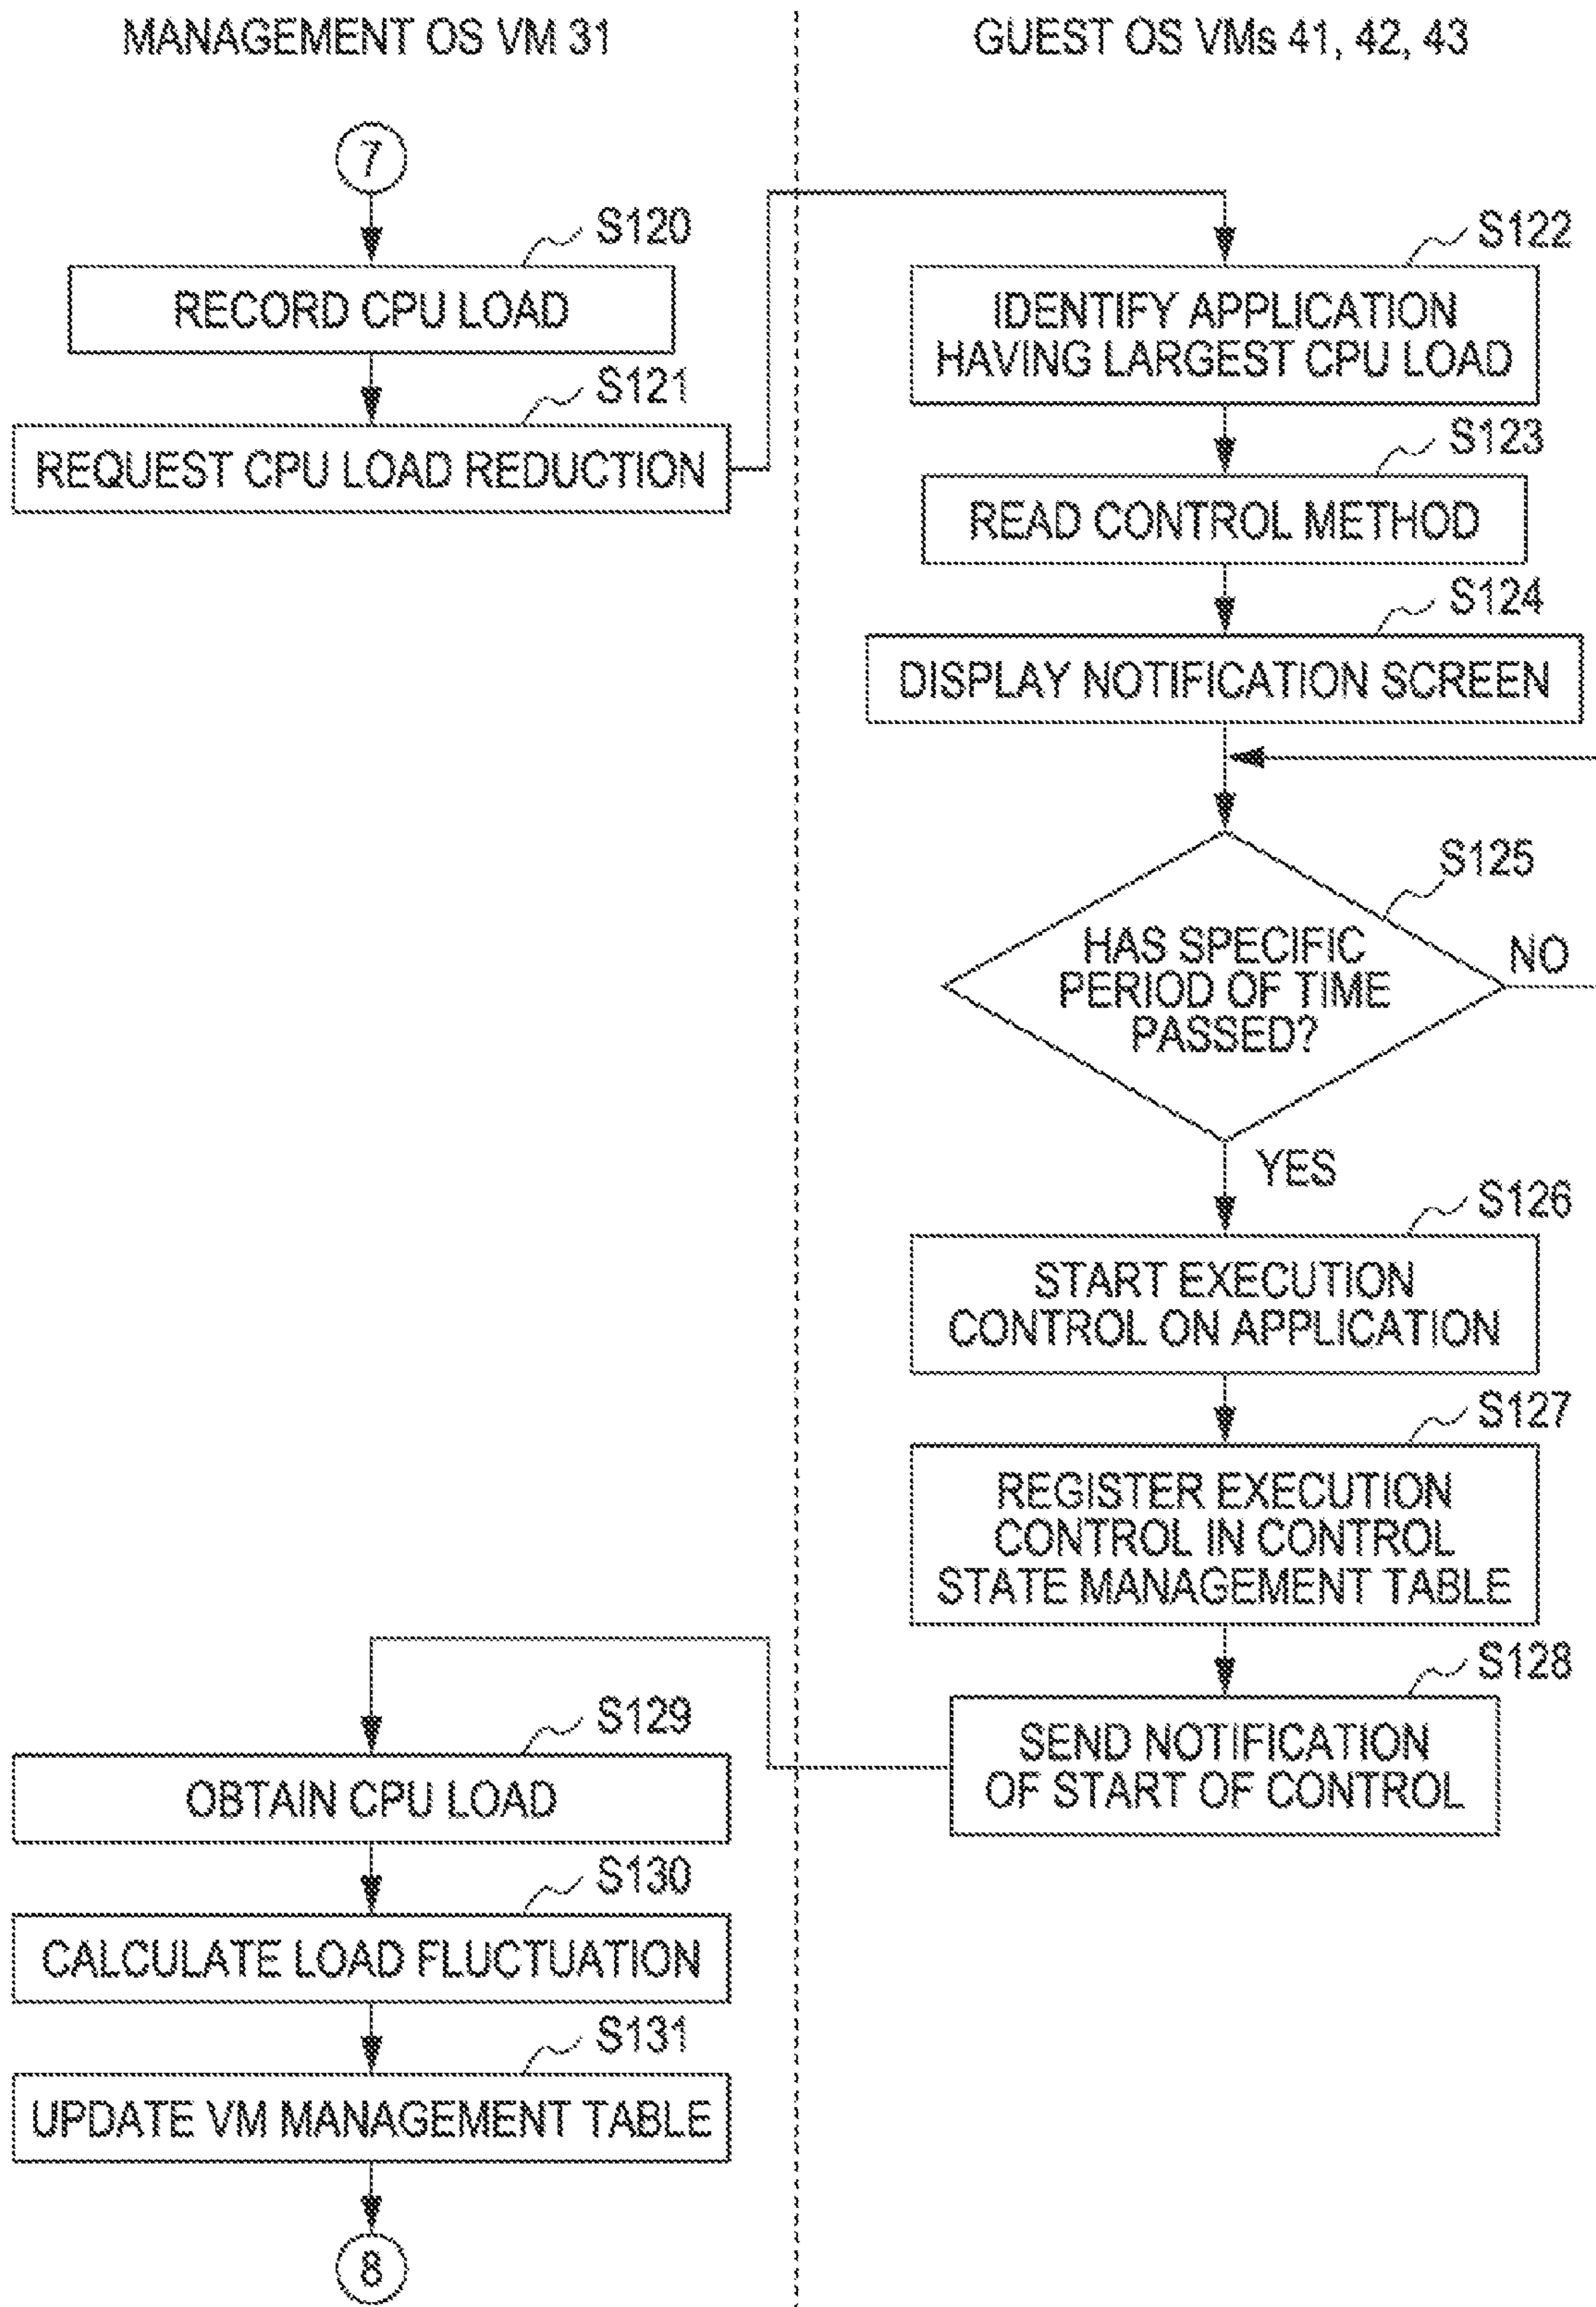 MANAGEMENT OS VM 31
GUEST OS VMs 41, 42, 43
7
S120
RECORD CPU LOAD
S121
REQUEST CPU LOAD REDUCTION
S122
IDENTIFY APPLICATION
HAVING LARGEST CPU LOAD
S123
READ CONTROL METHOD
S124
DISPLAY NOTIFICATION SCREEN
S125
HAS SPECIFIC
PERIOD OF TIME
PASSED?
NO
YES
S126
START EXECUTION
CONTROL ON APPLICATION
S127
REGISTER EXECUTION
CONTROL IN CONTROL
STATE MANAGEMENT TABLE
S128
SEND NOTIFICATION
OF START OF CONTROL
S129
OBTAIN CPU LOAD
S130
CALCULATE LOAD FLUCTUATION
S131
UPDATE VM MANAGEMENT TABLE
8